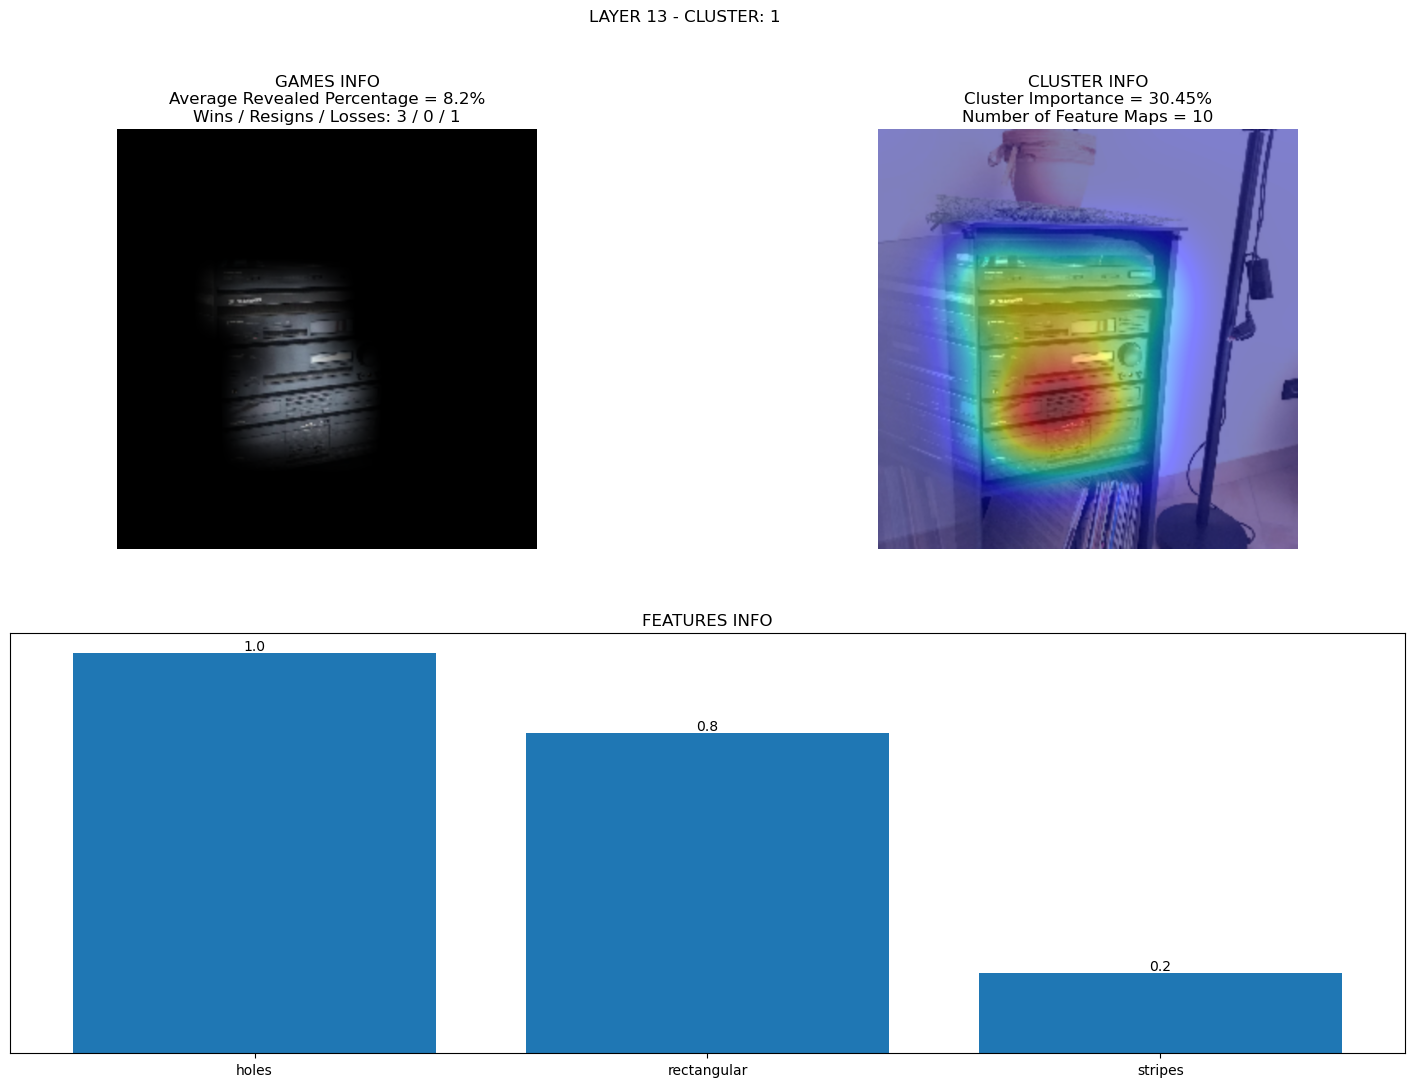 LAYER 13 - CLUSTER: 1
GAMES INFO
Average Revealed Percentage = 8.2%
Wins / Resigns / Losses: 3 / 0 / 1
CLUSTER INFO
Cluster Importance = 30.45%
Number of Feature Maps = 10
FEATURES INFO
1.0
0.8
0.2
holes
rectangular
stripes